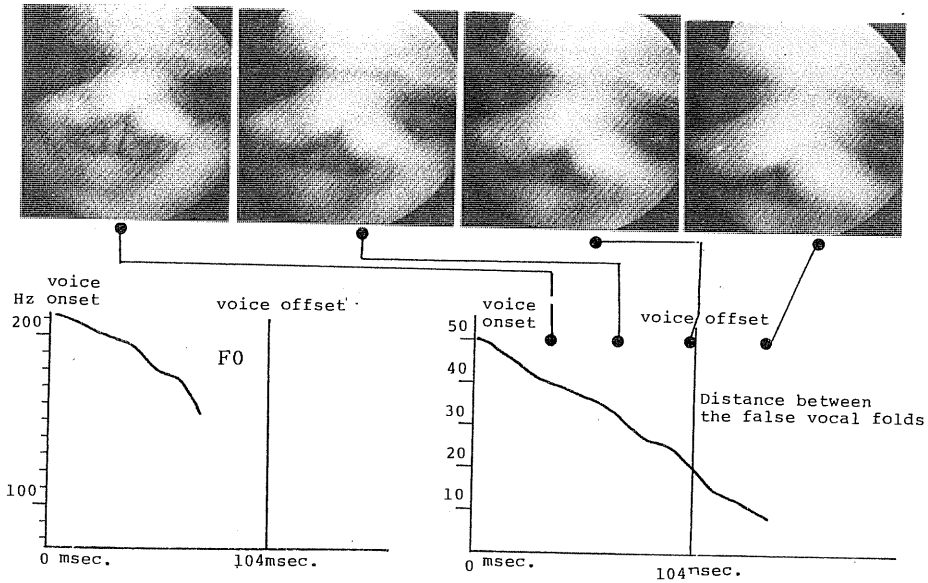 voice
Hz onset
voice offset
200
F0
100
0 msec.
104msec.
voice
onset
voice offset
50
40
30
20
10
Distance between
the false vocal folds
0 msec.
104msec.